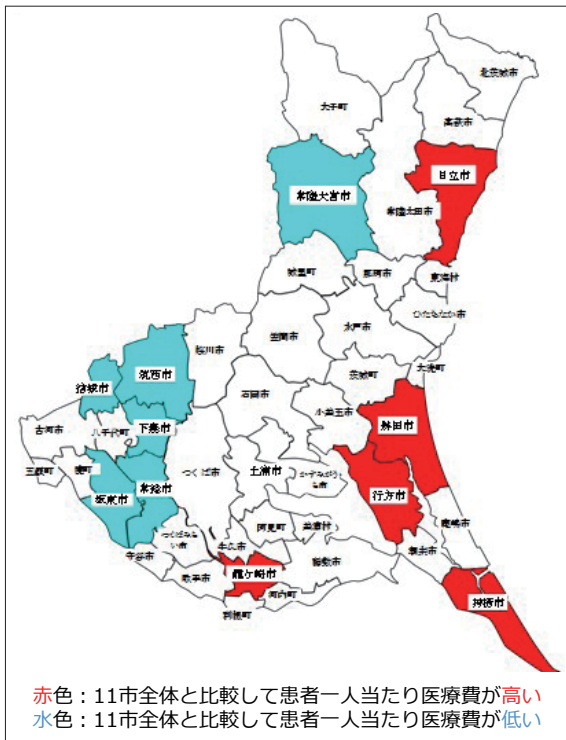 北茨城市
大子町
高萩市
日立市
常陸大宮市
常陸太田市
城里町
那珂市
東海村
ひたちなか市
笠間市
水戸市
桜川市
筑西市
茨城町
大洗町
結城市
石岡市
小美玉市
鉾田市
古河市
八千代町
下妻市
つくば市
土浦市
かすみがうら市
行方市
五霞町
境町
坂東市
常総市
鹿嶋市
阿見町
美浦村
つくばみらい市
牛久市
潮来市
守谷市
稲敷市
龍ケ崎市
取手市
河内町
神栖市
利根町
赤色：11市全体と比較して患者一人当たり医療費が高い
水色：11市全体と比較して患者一人当たり医療費が低い